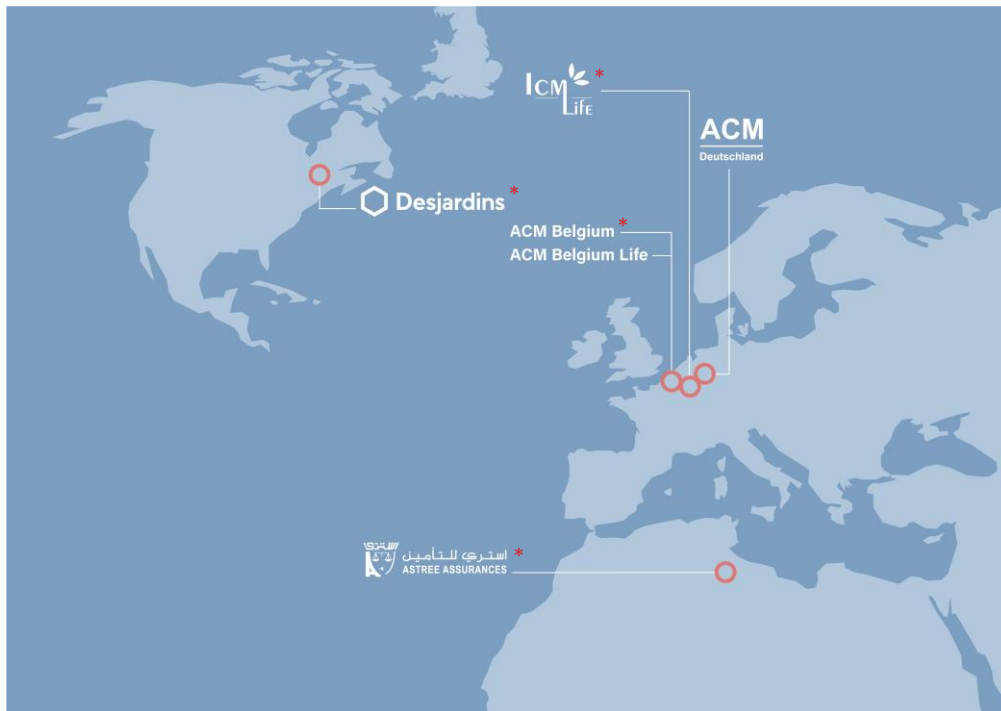 ICM *
Life
ACM
Deutschland
Desjardins *
ACM Belgium *
ACM Belgium Life
استري للتأمين *
ASTREE ASSURANCES